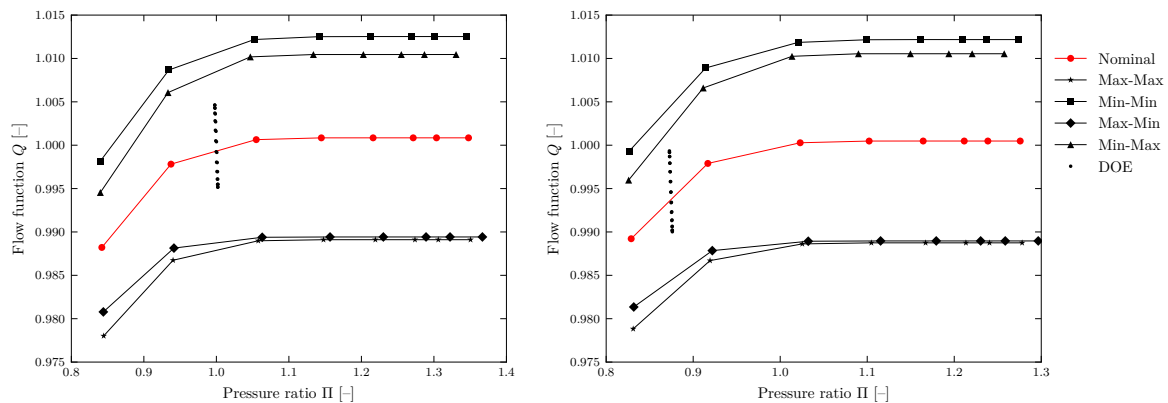 1.015
1.010
1.005
1.000
0.995
0.990
0.985
0.980
0.975
Flow function Q [–]
0.8 0.9 1.0 1.1 1.2 1.3 1.4
Pressure ratio Π [–]
1.015
1.010
1.005
1.000
0.995
0.990
0.985
0.980
0.975
Flow function Q [–]
0.8 0.9 1.0 1.1 1.2 1.3
Pressure ratio Π [–]
Nominal
Max-Max
Min-Min
Max-Min
Min-Max
DOE